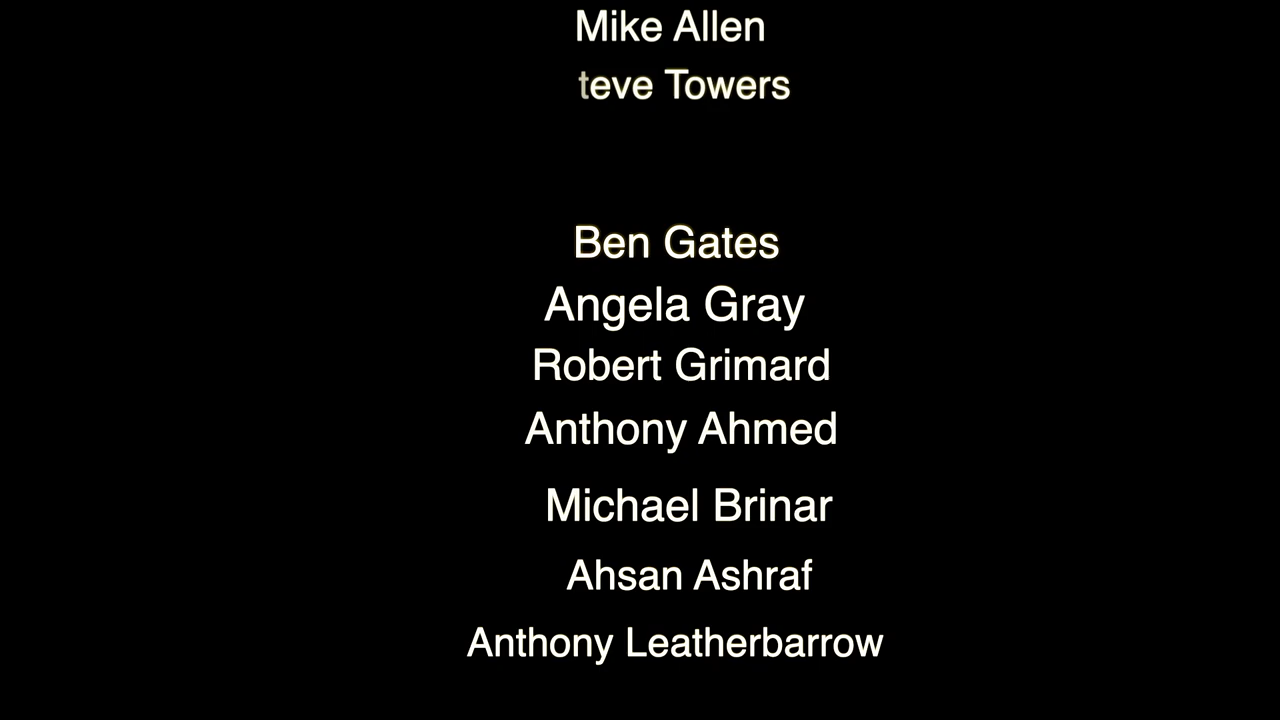 Mike Allen
teve Towers
Ben Gates
Angela Gray
Robert Grimard
Anthony Ahmed
Michael Brinar
Ahsan Ashraf
Anthony Leatherbarrow